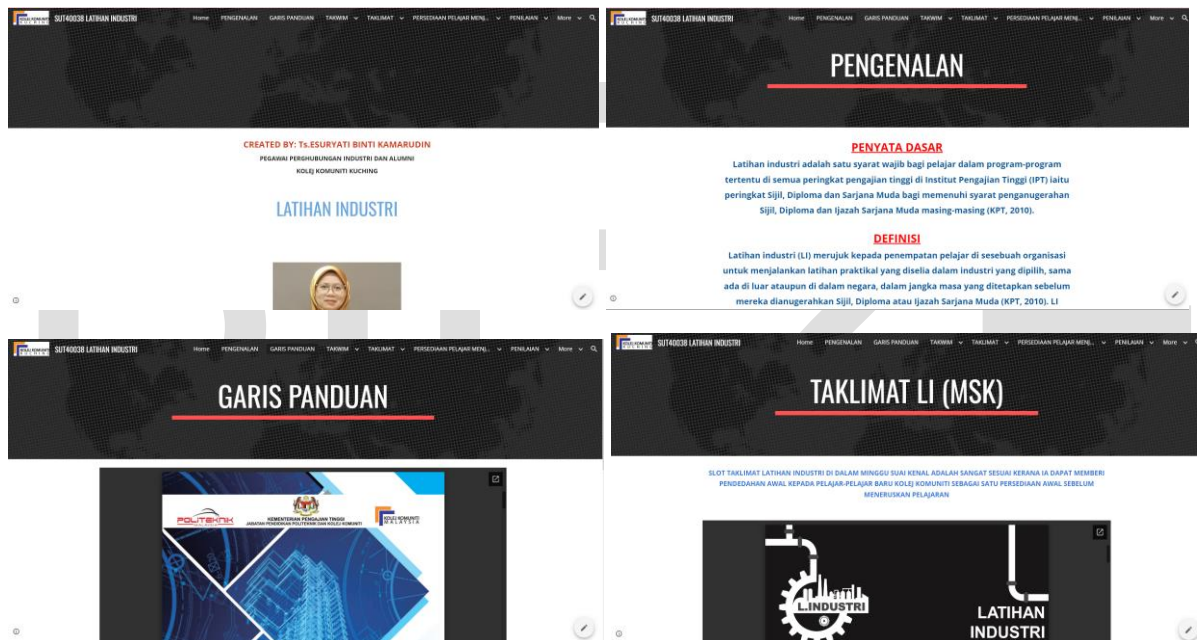 SUT40038 LATIHAN INDUSTRI
Home PENGENALAN GARIS PANDUAN TAKWIM TAKLIMAT PERSEDIAAN PELAJAR MENJ... PENILAIAN More
CREATED BY: Ts.ESURYATI BINTI KAMARUDIN
PEGAWAI PERHUBUNGAN INDUSTRI DAN ALUMNI
KOLEJ KOMUNITI KUCHING
LATIHAN INDUSTRI
SUT40038 LATIHAN INDUSTRI
Home PENGENALAN GARIS PANDUAN TAKWIM TAKLIMAT PERSEDIAAN PELAJAR MENJ... PENILAIAN More
PENGENALAN
PENYATA DASAR
Latihan industri adalah satu syarat wajib bagi pelajar dalam program-program
tertentu di semua peringkat pengajian tinggi di Institut Pengajian Tinggi (IPT) iaitu
peringkat Sijil, Diploma dan Sarjana Muda bagi memenuhi syarat penganugerahan
Sijil, Diploma dan Ijazah Sarjana Muda masing-masing (KPT, 2010).
DEFINISI
Latihan industri (LI) merujuk kepada penempatan pelajar di sesebuah organisasi
untuk menjalankan latihan praktikal yang diselia dalam industri yang dipilih, sama
ada di luar ataupun di dalam negara, dalam jangka masa yang ditetapkan sebelum
mereka dianugerahkan Sijil, Diploma atau Ijazah Sarjana Muda (KPT, 2010). LI
SUT40038 LATIHAN INDUSTRI
Home PENGENALAN GARIS PANDUAN TAKWIM TAKLIMAT PERSEDIAAN PELAJAR MENJ... PENILAIAN More
GARIS PANDUAN
POLITEKNIK
KEMENTERIAN PENGAJIAN TINGGI
JABATAN PENDIDIKAN POLITEKNIK DAN KOLEJ KOMUNITI
KOLEJ KOMUNITI
MALAYSIA
SUT40038 LATIHAN INDUSTRI
Home PENGENALAN GARIS PANDUAN TAKWIM TAKLIMAT PERSEDIAAN PELAJAR MENJ... PENILAIAN More
TAKLIMAT LI (MSK)
SLOT TAKLIMAT LATIHAN INDUSTRI DI DALAM MINGGU SUAI KENAL ADALAH SANGAT SESUAI KERANA IA DAPAT MEMBERI
PENDEDAHAN AWAL KEPADA PELAJAR-PELAJAR BARU KOLEJ KOMUNITI SEBAGAI SATU PERSEDIAAN AWAL SEBELUM
MENERUSKAN PELAJARAN
L.INDUSTRI
LATIHAN
INDUSTRI